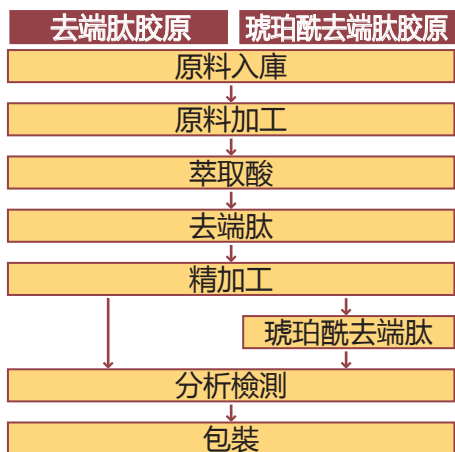 去端肽胶原
琥珀酰去端肽胶原
原料入庫
原料加工
萃取酸
去端肽
精加工
琥珀酰去端肽
分析檢測
包裝